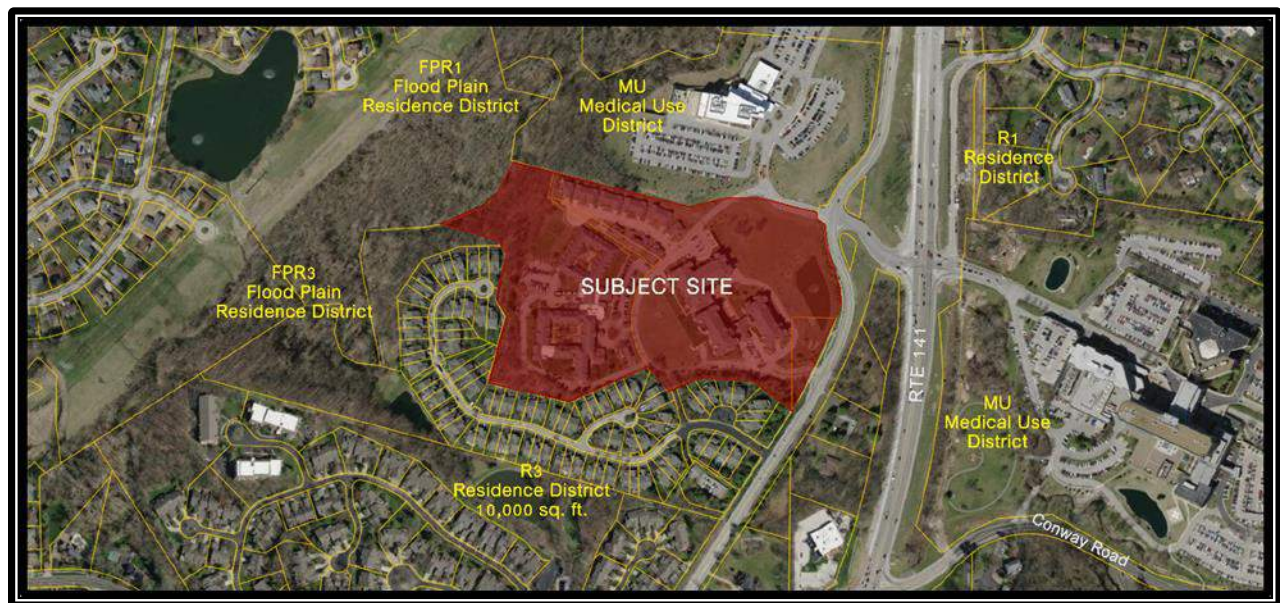 FPR1
Flood Plain
Residence District
MU
Medical Use
District
R1
Residence
District
FPR3
Flood Plain
Residence District
SUBJECT SITE
RTE 141
MU
Medical Use
District
R3
Residence District
10,000 sq. ft.
Conway Road